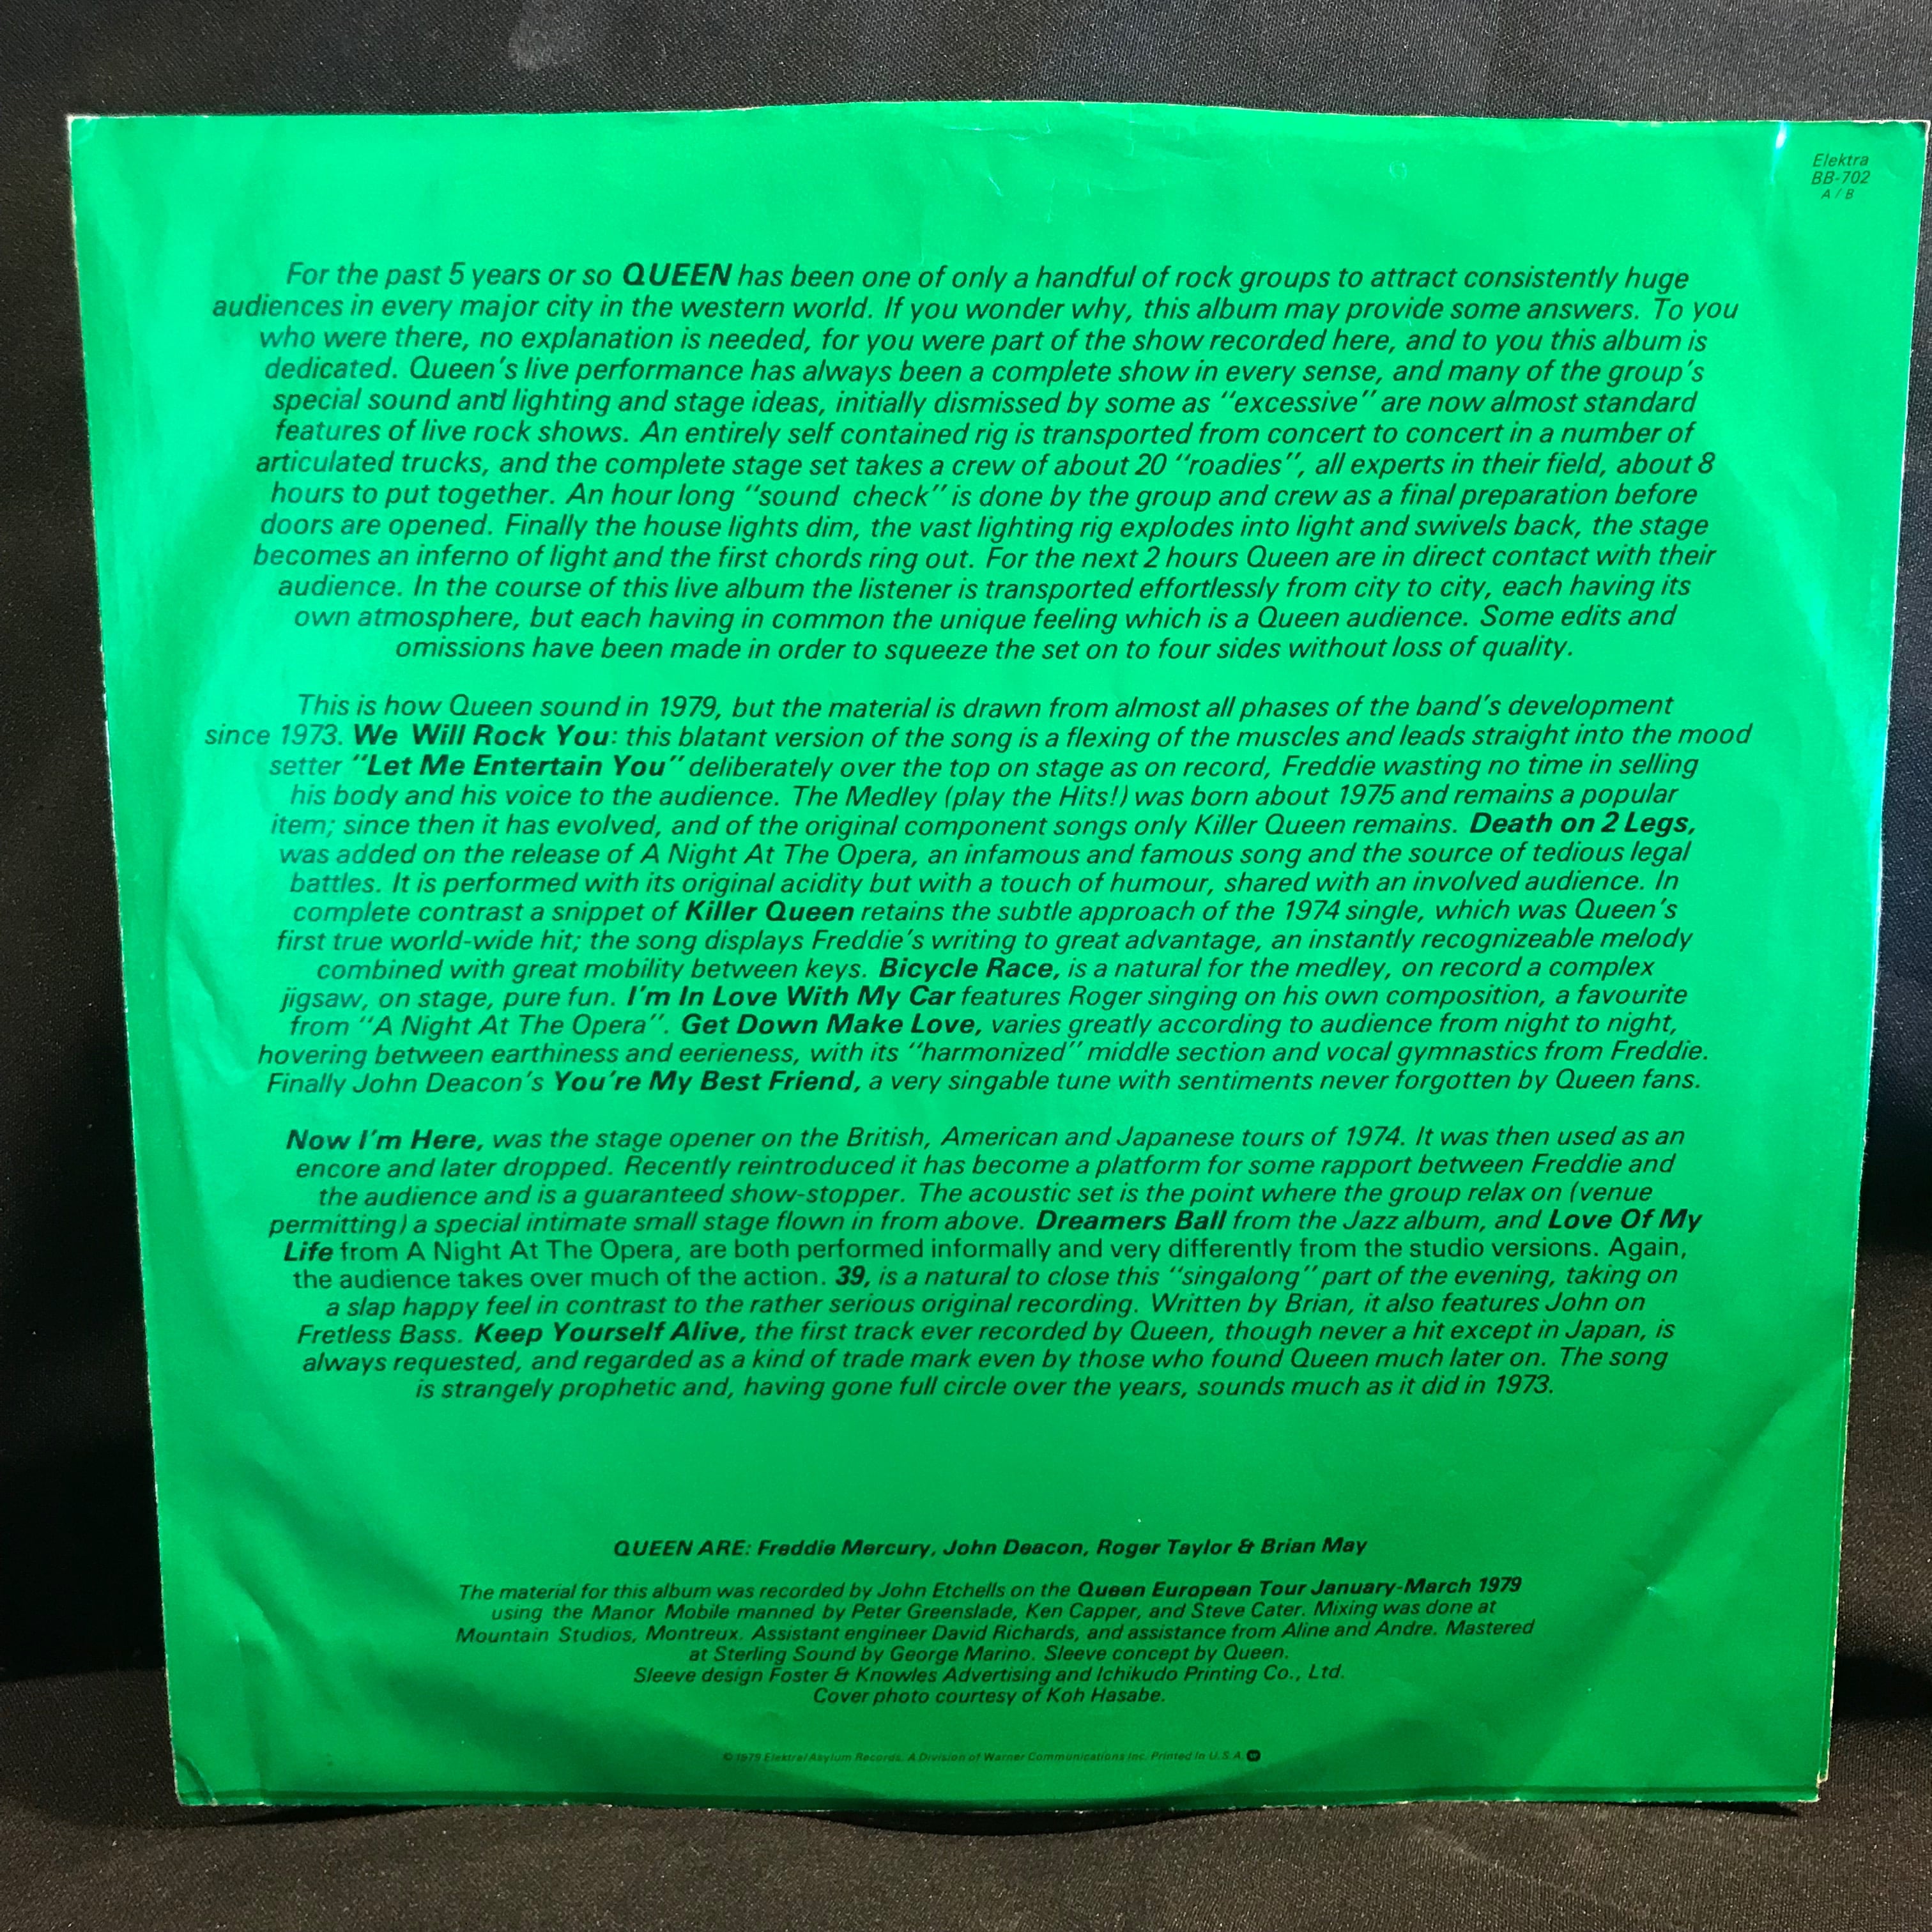 Elektra
BB-702
A / B
For the past 5 years or so QUEEN has been one of only a handful of rock groups to attract consistently huge
audiences in every major city in the western world. If you wonder why, this album may provide some answers. To you
who were there, no explanation is needed, for you were part of the show recorded here, and to you this album is
dedicated. Queen's live performance has always been a complete show in every sense, and many of the group's
special sound and lighting and stage ideas, initially dismissed by some as "excessive" are now almost standard
features of live rock shows. An entirely self contained rig is transported from concert to concert in a number of
articulated trucks, and the complete stage set takes a crew of about 20 "roadies", all experts in their field, about 8
hours to put together. An hour long "sound check" is done by the group and crew as a final preparation before
doors are opened. Finally the house lights dim, the vast lighting rig explodes into light and swivels back, the stage
becomes an inferno of light and the first chords ring out. For the next 2 hours Queen are in direct contact with their
audience. In the course of this live album the listener is transported effortlessly from city to city, each having its
own atmosphere, but each having in common the unique feeling which is a Queen audience. Some edits and
omissions have been made in order to squeeze the set on to four sides without loss of quality.
This is how Queen sound in 1979, but the material is drawn from almost all phases of the band's development
since 1973. We Will Rock You: this blatant version of the song is a flexing of the muscles and leads straight into the mood
setter "Let Me Entertain You" deliberately over the top on stage as on record, Freddie wasting no time in selling
his body and his voice to the audience. The Medley (play the Hits!) was born about 1975 and remains a popular
item; since then it has evolved, and of the original component songs only Killer Queen remains. Death on 2 Legs,
was added on the release of A Night At The Opera, an infamous and famous song and the source of tedious legal
battles. It is performed with its original acidity but with a touch of humour, shared with an involved audience. In
complete contrast a snippet of Killer Queen retains the subtle approach of the 1974 single, which was Queen's
first true world-wide hit; the song displays Freddie's writing to great advantage, an instantly recognizeable melody
combined with great mobility between keys. Bicycle Race, is a natural for the medley, on record a complex
jigsaw, on stage, pure fun. I'm In Love With My Car features Roger singing on his own composition, a favourite
from "A Night At The Opera". Get Down Make Love, varies greatly according to audience from night to night,
hovering between earthiness and eerieness, with its "harmonized" middle section and vocal gymnastics from Freddie.
Finally John Deacon's You're My Best Friend, a very singable tune with sentiments never forgotten by Queen fans.
Now I'm Here, was the stage opener on the British, American and Japanese tours of 1974. It was then used as an
encore and later dropped. Recently reintroduced it has become a platform for some rapport between Freddie and
the audience and is a guaranteed show-stopper. The acoustic set is the point where the group relax on (venue
permitting) a special intimate small stage flown in from above. Dreamers Ball from the Jazz album, and Love Of My
Life from A Night At The Opera, are both performed informally and very differently from the studio versions. Again,
the audience takes over much of the action. 39, is a natural to close this "singalong" part of the evening, taking on
a slap happy feel in contrast to the rather serious original recording. Written by Brian, it also features John on
Fretless Bass. Keep Yourself Alive, the first track ever recorded by Queen, though never a hit except in Japan, is
always requested, and regarded as a kind of trade mark even by those who found Queen much later on. The song
is strangely prophetic and, having gone full circle over the years, sounds much as it did in 1973.
QUEEN ARE: Freddie Mercury, John Deacon, Roger Taylor & Brian May
The material for this album was recorded by John Etchells on the Queen European Tour January-March 1979
using the Manor Mobile manned by Peter Greenslade, Ken Capper, and Steve Cater. Mixing was done at
Mountain Studios, Montreux. Assistant engineer David Richards, and assistance from Aline and Andre. Mastered
at Sterling Sound by George Marino. Sleeve concept by Queen.
Sleeve design Foster & Knowles Advertising and Ichikudo Printing Co., Ltd.
Cover photo courtesy of Koh Hasabe.
© 1979 Elektra/Asylum Records. A Division of Warner Communications Inc. Printed in U.S.A.